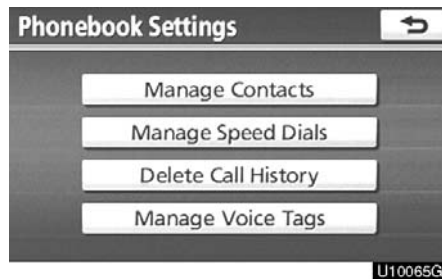 Phonebook Settings
Manage Contacts
Manage Speed Dials
Delete Call History
Manage Voice Tags
U10065G